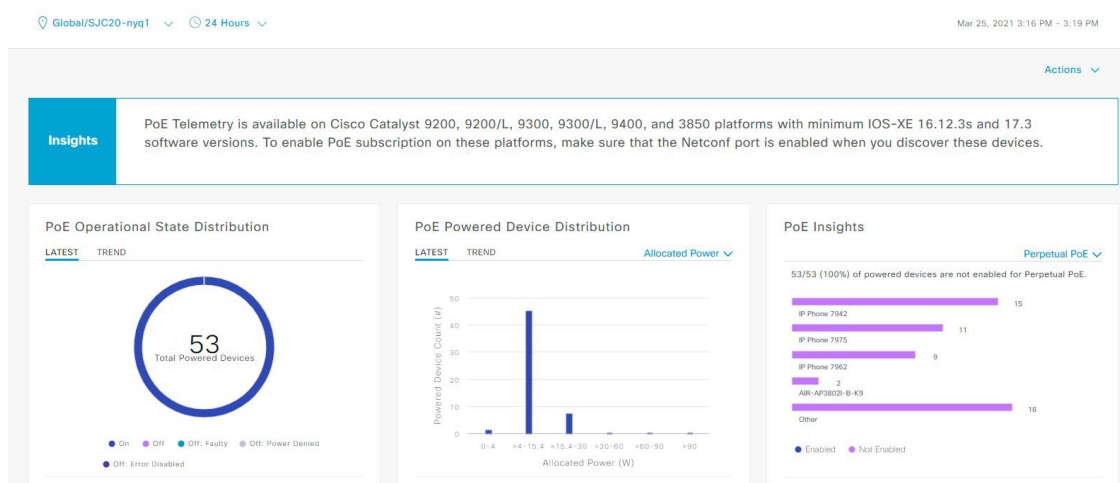 Global/SJC20-nyq1 24 Hours Mar 25, 2021 3:16 PM - 3:19 PM
Actions
Insights
PoE Telemetry is available on Cisco Catalyst 9200, 9200/L, 9300, 9300/L, 9400, and 3850 platforms with minimum IOS-XE 16.12.3s and 17.3
software versions. To enable PoE subscription on these platforms, make sure that the Netconf port is enabled when you discover these devices.
PoE Operational State Distribution
LATEST TREND
53
Total Powered Devices
On Off Off: Faulty Off: Power Denied
Off: Error Disabled
PoE Powered Device Distribution
LATEST TREND Allocated Power
Powered Device Count (#)
50
40
30
20
10
0
0-4 >4-15.4 >15.4-30 >30-60 >60-90 >90
Allocated Power (W)
PoE Insights
Perpetual PoE
53/53 (100%) of powered devices are not enabled for Perpetual PoE.
15
IP Phone 7942
11
IP Phone 7975
9
IP Phone 7962
2
AIR-AP3802I-B-K9
16
Other
Enabled Not Enabled